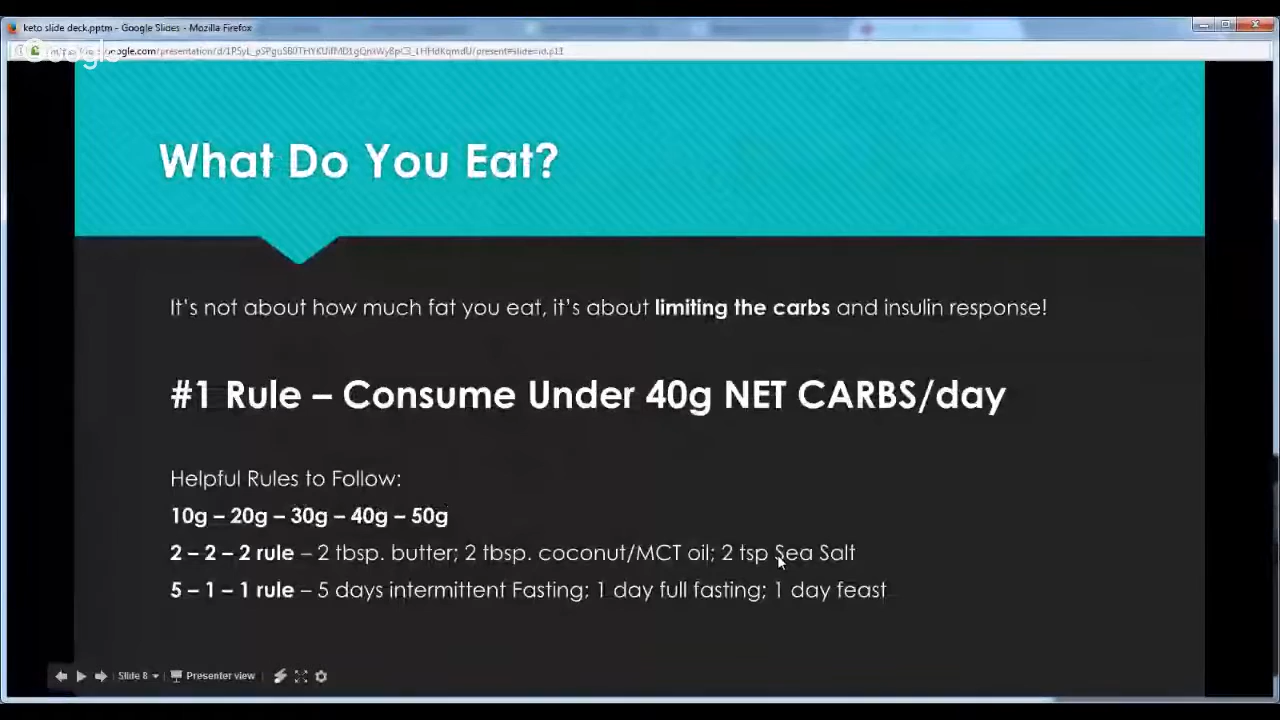 keto slide deck.pptm - Google Slides - Mozilla Firefox
Google
What Do You Eat?
It's not about how much fat you eat, it's about limiting the carbs and insulin response!
#1 Rule – Consume Under 40g NET CARBS/day
Helpful Rules to Follow:
10g – 20g – 30g – 40g – 50g
2 – 2 – 2 rule – 2 tbsp. butter; 2 tbsp. coconut/MCT oil; 2 tsp Sea Salt
5 – 1 – 1 rule – 5 days intermittent Fasting; 1 day full fasting; 1 day feast
Slide 8 Presenter view